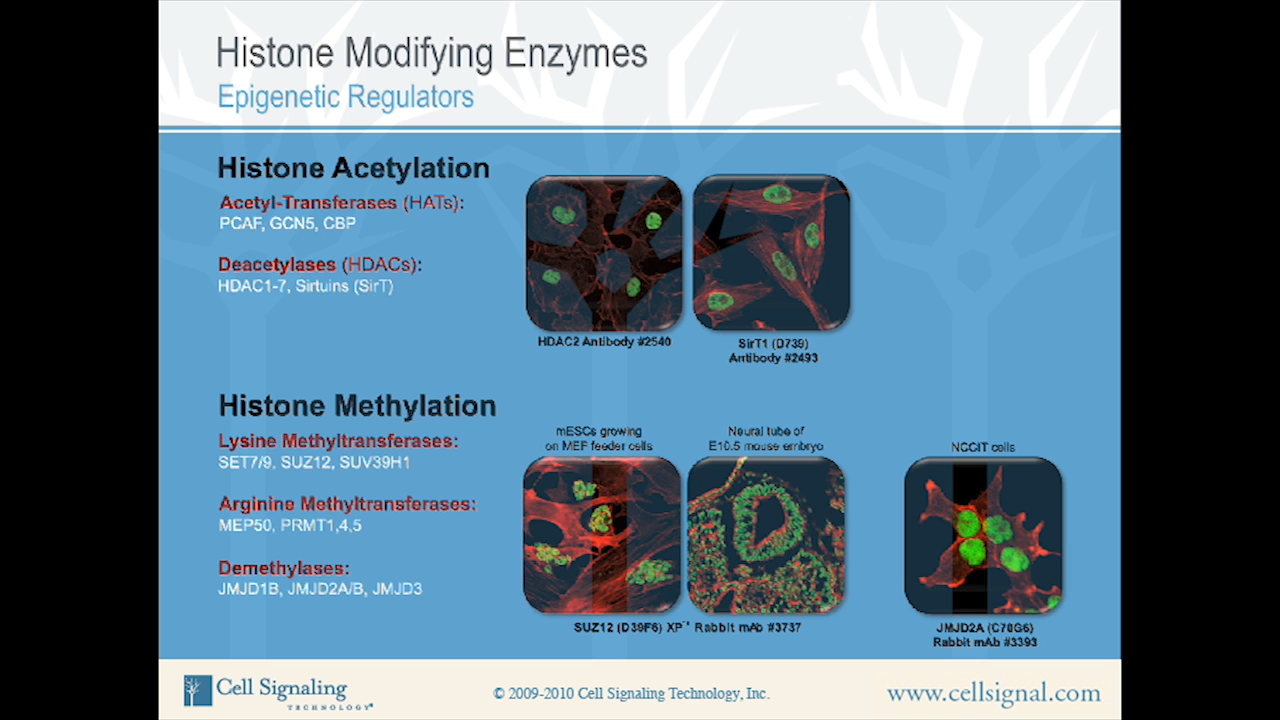 Histone Modifying Enzymes
Epigenetic Regulators
Histone Acetylation
Acetyl-Transferases (HATs):
PCAF, GCN5, CBP
Deacetylases (HDACs):
HDAC1-7, Sirtuins (SirT)
HDAC2 Antibody #2540
SirT1 (D739)
Antibody #2493
Histone Methylation
Lysine Methyltransferases:
SET7/9, SUZ12, SUV39H1
Arginine Methyltransferases:
MEP50, PRMT1,4,5
Demethylases:
JMJD1B, JMJD2A/B, JMJD3
mESCs growing
on MEF feeder cells
Neural tube of
E10.5 mouse embryo
NCCIT cells
SUZ12 (D39F6) XP™ Rabbit mAb #3737
JMJD2A (C70G6)
Rabbit mAb #3393
Cell Signaling
TECHNOLOGY®
© 2009-2010 Cell Signaling Technology, Inc.
www.cellsignal.com